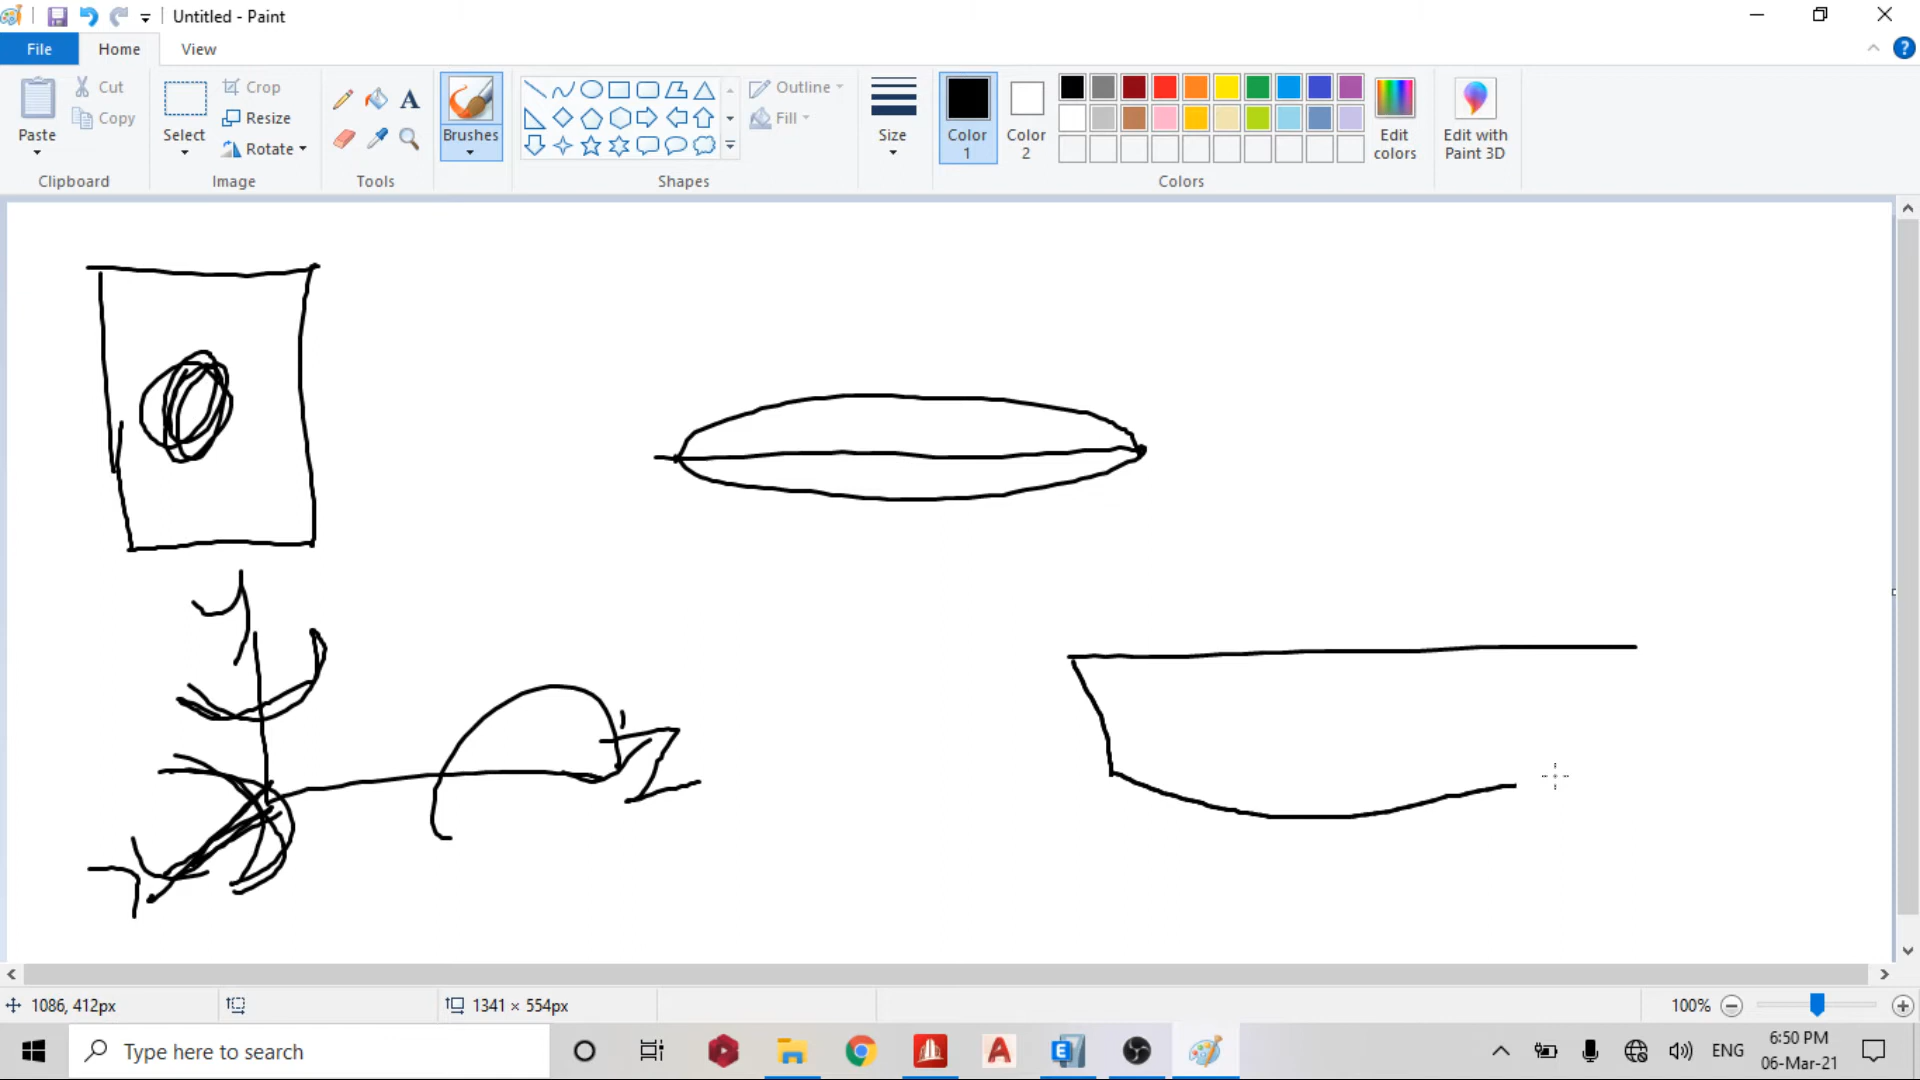 Untitled - Paint
File Home View
Paste Cut Copy Clipboard
Select Crop Resize Rotate Image
Tools
Brushes
Shapes
Outline Fill
Size
Color 1 Color 2
Edit colors
Edit with Paint 3D
Colors
A
?
Y
Z
1086, 412px 1341 × 554px 100%
Type here to search
A
E
ENG
6:50 PM
06-Mar-21